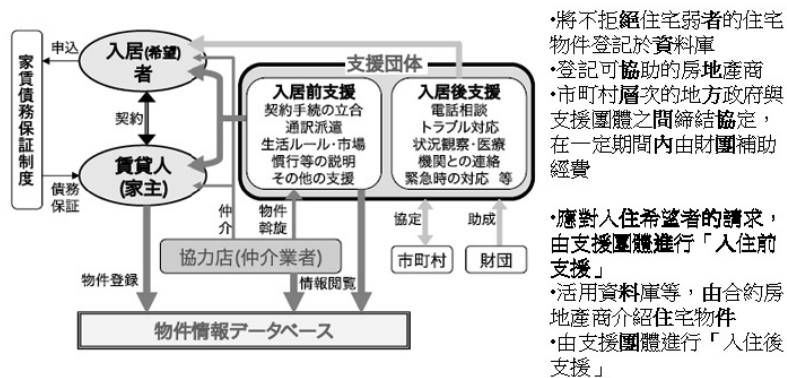 家賃債務保証制度
申込
入居(希望)
者
契約
賃貸人
(家主)
債務
保証
支援団体
入居前支援
契約手続の立合
通訳派遣
生活ルール・市場
慣行等の説明
その他の支援
入居後支援
電話相談
トラブル対応
状況観察・医療
機関との連絡
緊急時の対応 等
仲介
物件
斡旋
協定
助成
市町村
財団
協力店(仲介業者)
物件登録
情報閲覧
物件情報データベース
•將不拒絕住宅弱者的住宅
物件登記於資料庫
•登記可協助的房地產商
•市町村層次的地方政府與
支援團體之間締結協定，
在一定期間內由財團補助
經費
•應對入住希望者的請求，
由支援團體進行「入住前
支援」
•活用資料庫等，由合約房
地產商介紹住宅物件
•由支援團體進行「入住後
支援」